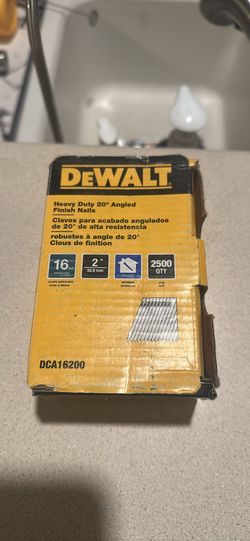 DEWALT
Heavy Duty 20° Angled
Finish Nails
Clavos para acabado angulados
de 20° de alta resistencia
robustes à angle de 20°
Clous de finition
16
2"
50.8 mm
2500
QTY
DCA16200